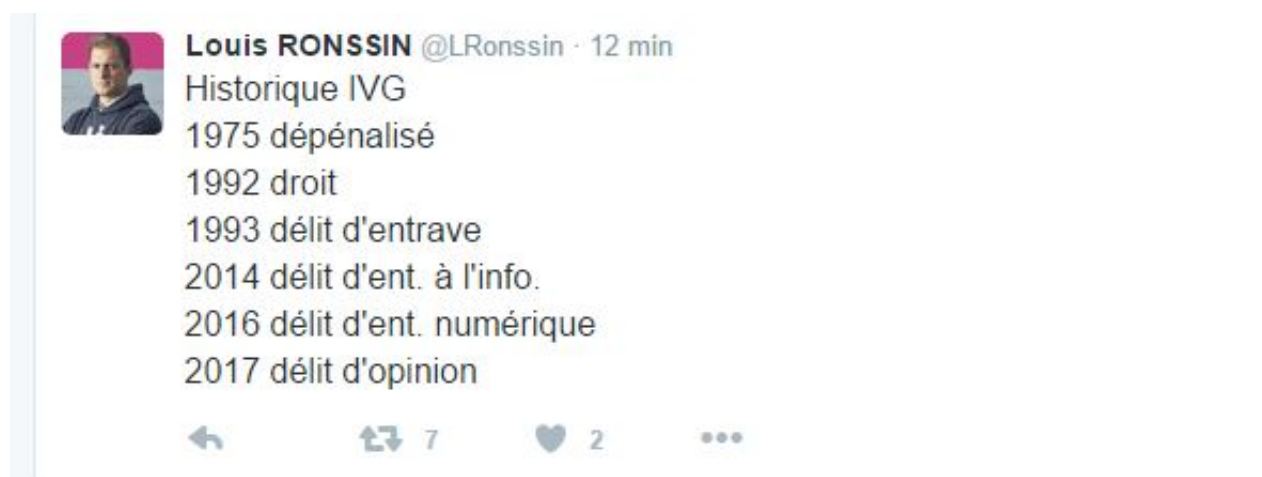 Louis RONSSIN @LRonssin · 12 min
Historique IVG
1975 dépénalisé
1992 droit
1993 délit d'entrave
2014 délit d'ent. à l'info.
2016 délit d'ent. numérique
2017 délit d'opinion
7 2